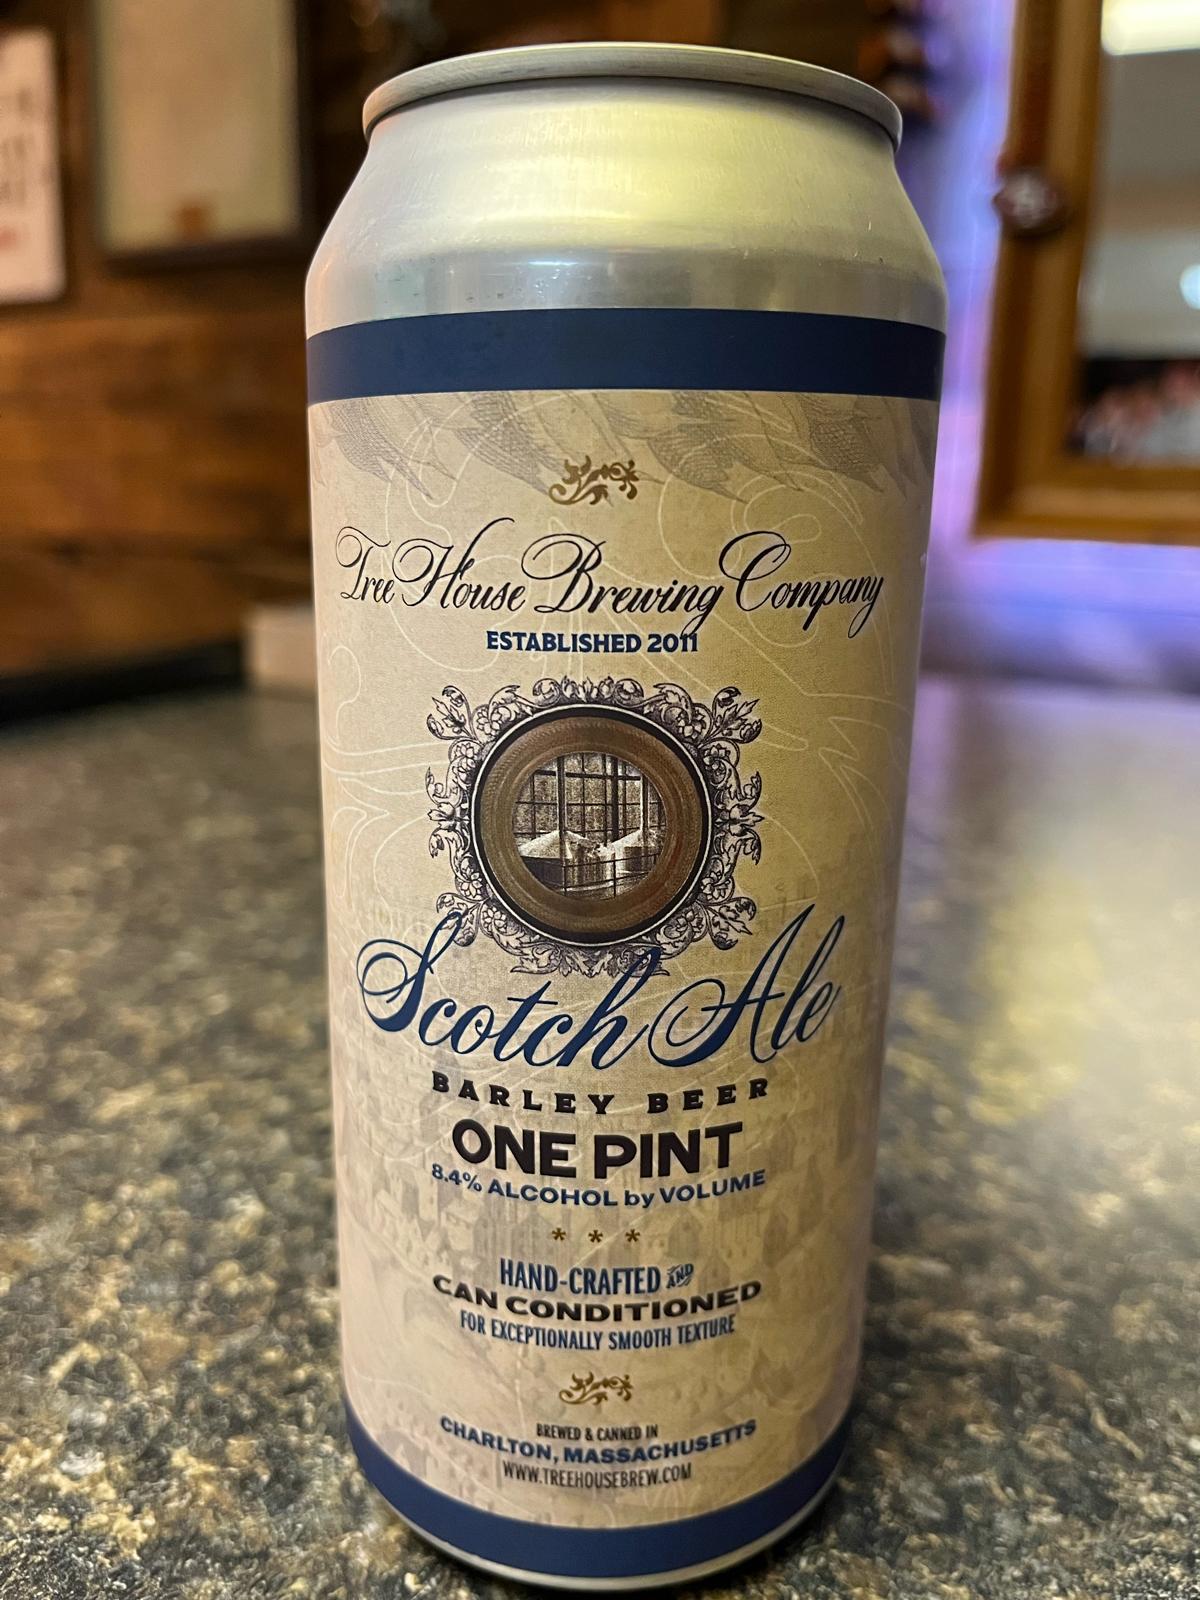 Tree House Brewing Company
ESTABLISHED 2011
Scotch Ale
BARLEY BEER
ONE PINT
8.4% ALCOHOL by VOLUME
* * *
HAND-CRAFTED AND
CAN CONDITIONED
FOR EXCEPTIONALLY SMOOTH TEXTURE
BREWED & CANNED IN
CHARLTON, MASSACHUSETTS
WWW.TREEHOUSEBREW.COM